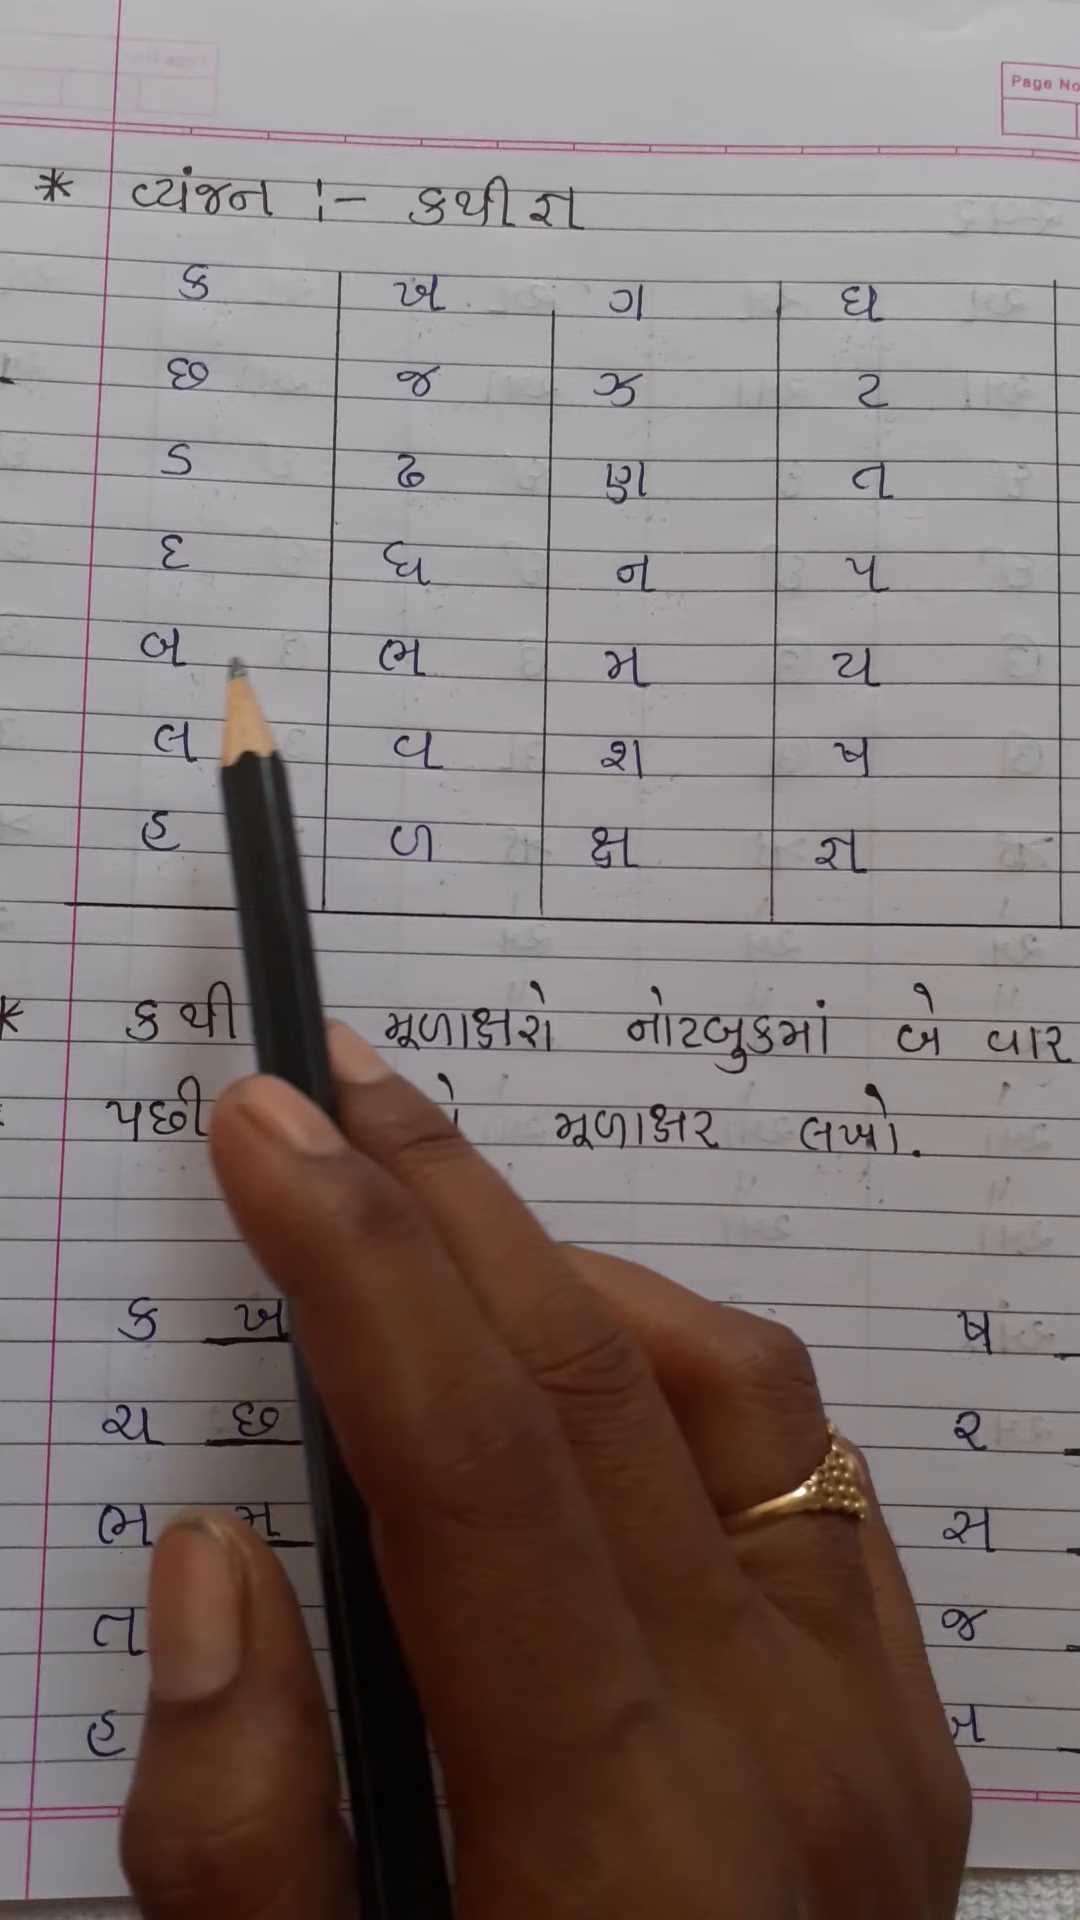 Page No
* વ્યંજન :- ક થી જ્ઞ
ક ખ ગ ઘ
છ જ ઝ ટ
ડ ઢ ણ ત
દ ધ ન પ
બ ભ મ ય
લ વ શ ષ
હ ળ ક્ષ જ્ઞ
* ક થી મૂળાક્ષરો નોટબુકમાં બે વાર
પછી મૂળાક્ષર લખો.
ક ખ ષ
ચ છ ર
ભ મ સ
ત જ
હ